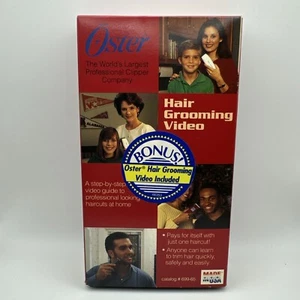 Oster
The World's Largest
Professional Clipper
Company
Hair
Grooming
Video
BONUS!
Oster® Hair Grooming
Video Included
A step-by-step
video guide to
professional looking
haircuts at home
• Pays for itself with
just one haircut!
• Anyone can learn
to trim hair quickly,
safely and easily.
catalog #
MADE
USA